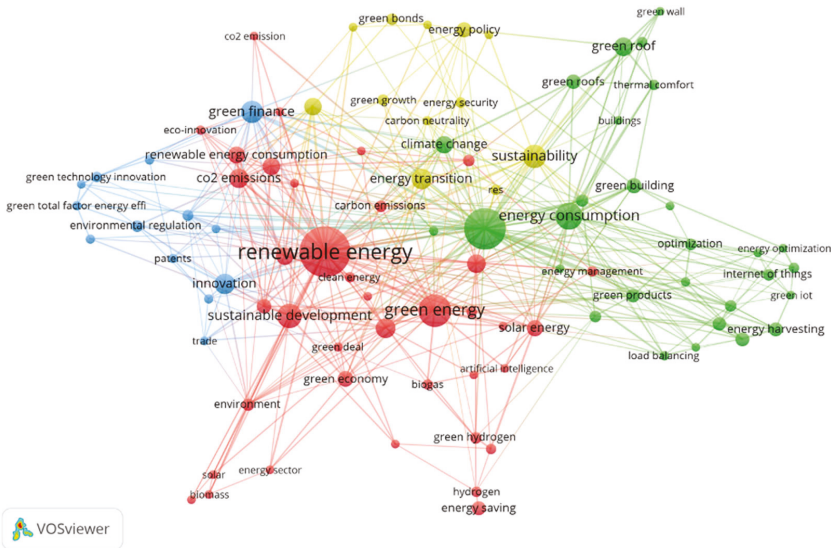 green wall
green bonds
energy policy
co2 emission
green roof
green roofs
thermal comfort
green growth
energy security
green finance
carbon neutrality
buildings
eco-innovation
climate change
renewable energy consumption
sustainability
green technology innovation
co2 emissions
energy transition
res
green building
green total factor energy effi
carbon emissions
energy consumption
environmental regulation
optimization
energy optimization
renewable energy
patents
clean energy
energy management
internet of things
innovation
green products
green iot
sustainable development
green energy
solar energy
energy harvesting
trade
green deal
load balancing
artificial intelligence
green economy
biogas
environment
green hydrogen
solar
energy sector
biomass
hydrogen
energy saving
VOSviewer